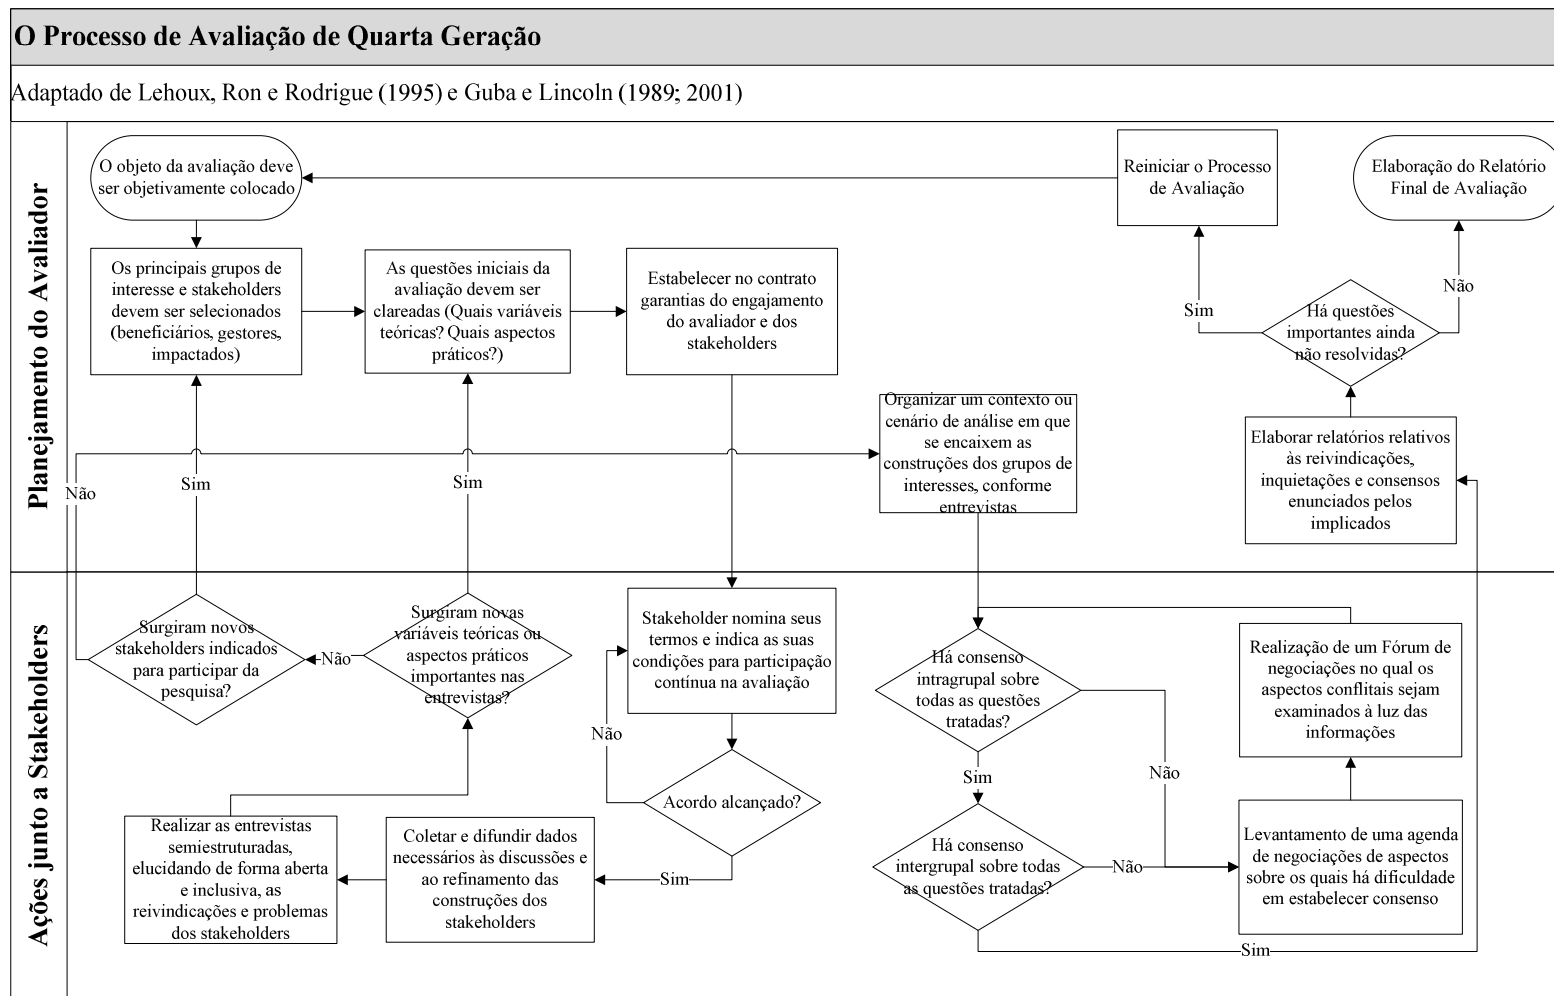 O Processo de Avaliação de Quarta Geração
Adaptado de Lehoux, Ron e Rodrigue (1995) e Guba e Lincoln (1989; 2001)
Planejamento do Avaliador
O objeto da avaliação deve
ser objetivamente colocado
Reiniciar o Processo
de Avaliação
Elaboração do Relatório
Final de Avaliação
Os principais grupos de
interesse e stakeholders
devem ser selecionados
(beneficiários, gestores,
impactados)
As questões iniciais da
avaliação devem ser
clareadas (Quais variáveis
teóricas? Quais aspectos
práticos?)
Estabelecer no contrato
garantias do engajamento
do avaliador e dos
stakeholders
Sim
Não
Há questões
importantes ainda
não resolvidas?
Organizar um contexto ou
cenário de análise em que
se encaixem as
construções dos grupos de
interesses, conforme
entrevistas
Elaborar relatórios relativos
às reivindicações,
inquietações e consensos
enunciados pelos
implicados
Não
Sim
Sim
Ações junto a Stakeholders
Surgiram novos
stakeholders indicados
para participar da
pesquisa?
Não
Surgiram novas
variáveis teóricas ou
aspectos práticos
importantes nas
entrevistas?
Stakeholder nomina seus
termos e indica as suas
condições para participação
contínua na avaliação
Não
Acordo alcançado?
Sim
Realizar as entrevistas
semiestruturadas,
elucidando de forma aberta
e inclusiva, as
reivindicações e problemas
dos stakeholders
Coletar e difundir dados
necessários às discussões e
ao refinamento das
construções dos
stakeholders
Há consenso
intragrupal sobre
todas as questões
tratadas?
Sim
Não
Há consenso
intergrupal sobre todas
as questões tratadas?
Não
Realização de um Fórum de
negociações no qual os
aspectos conflitais sejam
examinados à luz das
informações
Levantamento de uma agenda
de negociações de aspectos
sobre os quais há dificuldade
em estabelecer consenso
Sim